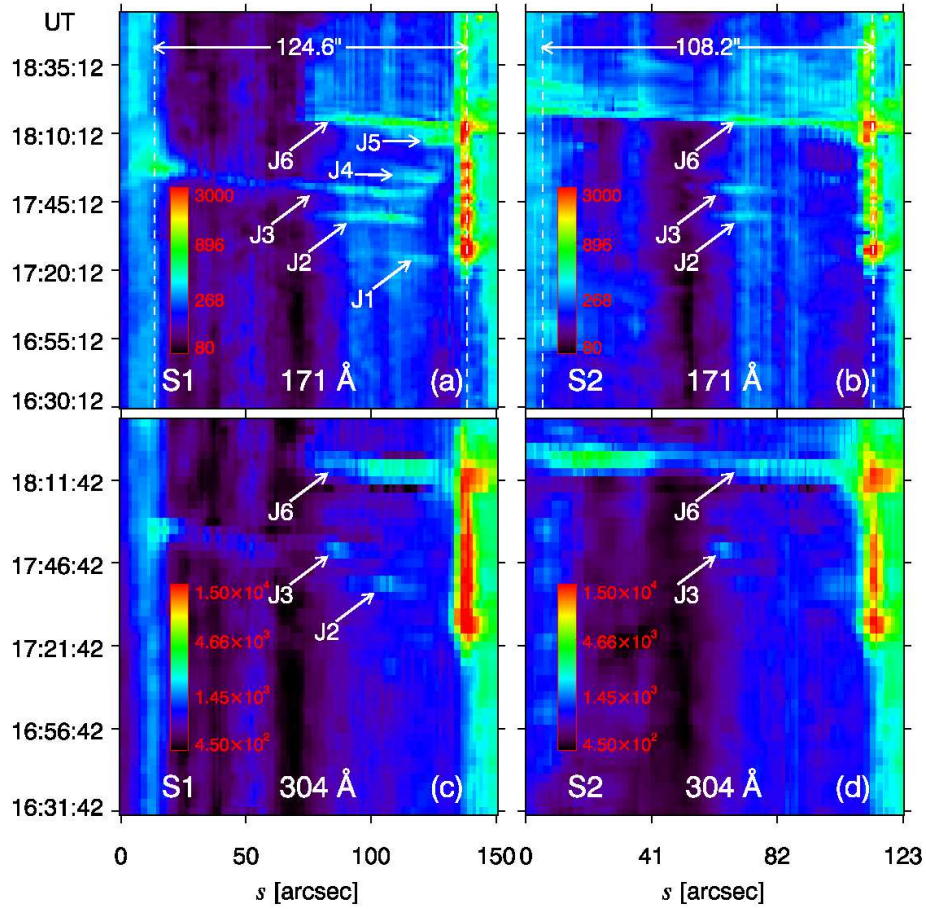 UT
124.6"
108.2"
18:35:12
18:10:12
17:45:12
17:20:12
16:55:12
16:30:12
J6
J5
J4
J3
J2
J1
3000
896
268
80
S1
171 Å
(a)
J6
J3
J2
3000
896
268
80
S2
171 Å
(b)
18:11:42
17:46:42
17:21:42
16:56:42
16:31:42
J6
J3
J2
1.50×10⁴
4.66×10³
1.45×10³
4.50×10²
S1
304 Å
(c)
J6
J3
1.50×10⁴
4.66×10³
1.45×10³
4.50×10²
S2
304 Å
(d)
0 50 100 150
0 41 82 123
s [arcsec]
s [arcsec]